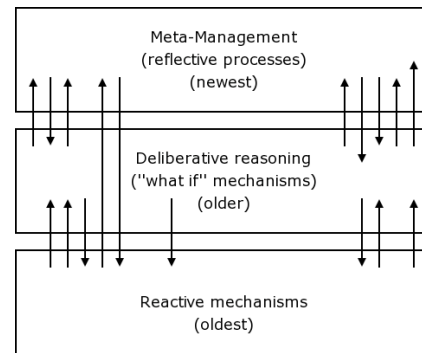 Meta-Management
(reflective processes)
(newest)
Deliberative reasoning
("what if" mechanisms)
(older)
Reactive mechanisms
(oldest)